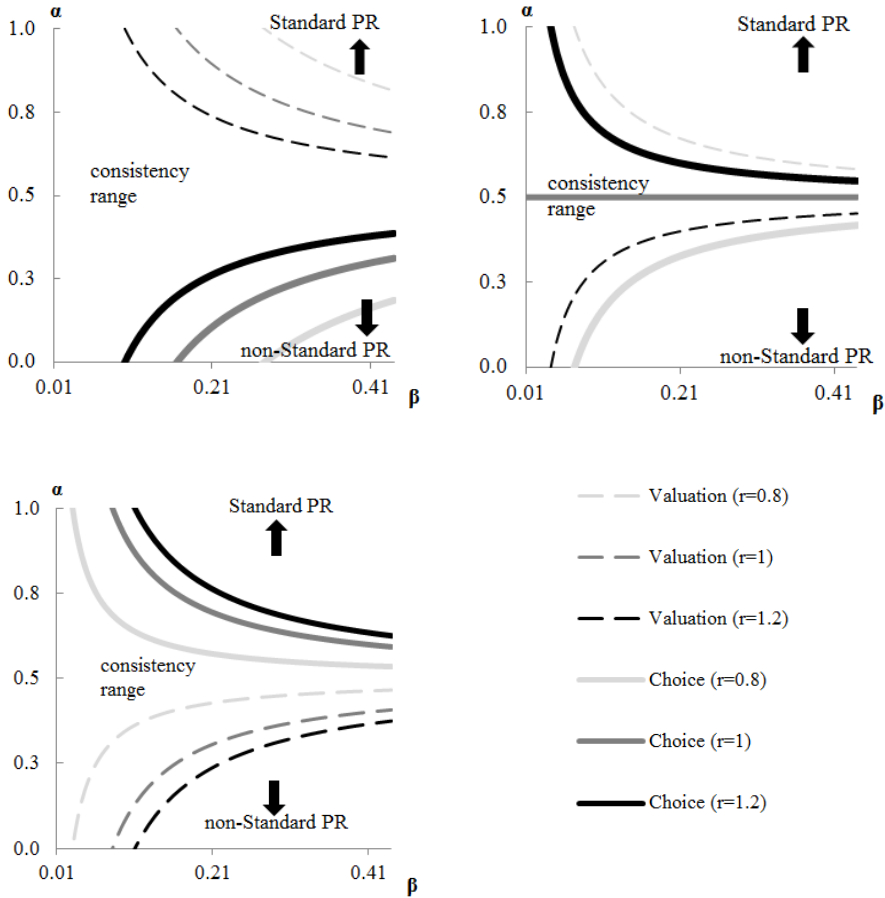 α
1.0
0.8
0.5
0.3
0.0
0.01
0.21
0.41
β
Standard PR
consistency
range
non-Standard PR
α
1.0
0.8
0.5
0.3
0.0
0.01
0.21
0.41
β
Standard PR
consistency
range
non-Standard PR
α
1.0
0.8
0.5
0.3
0.0
0.01
0.21
0.41
β
Standard PR
consistency
range
non-Standard PR
Valuation (r=0.8)
Valuation (r=1)
Valuation (r=1.2)
Choice (r=0.8)
Choice (r=1)
Choice (r=1.2)